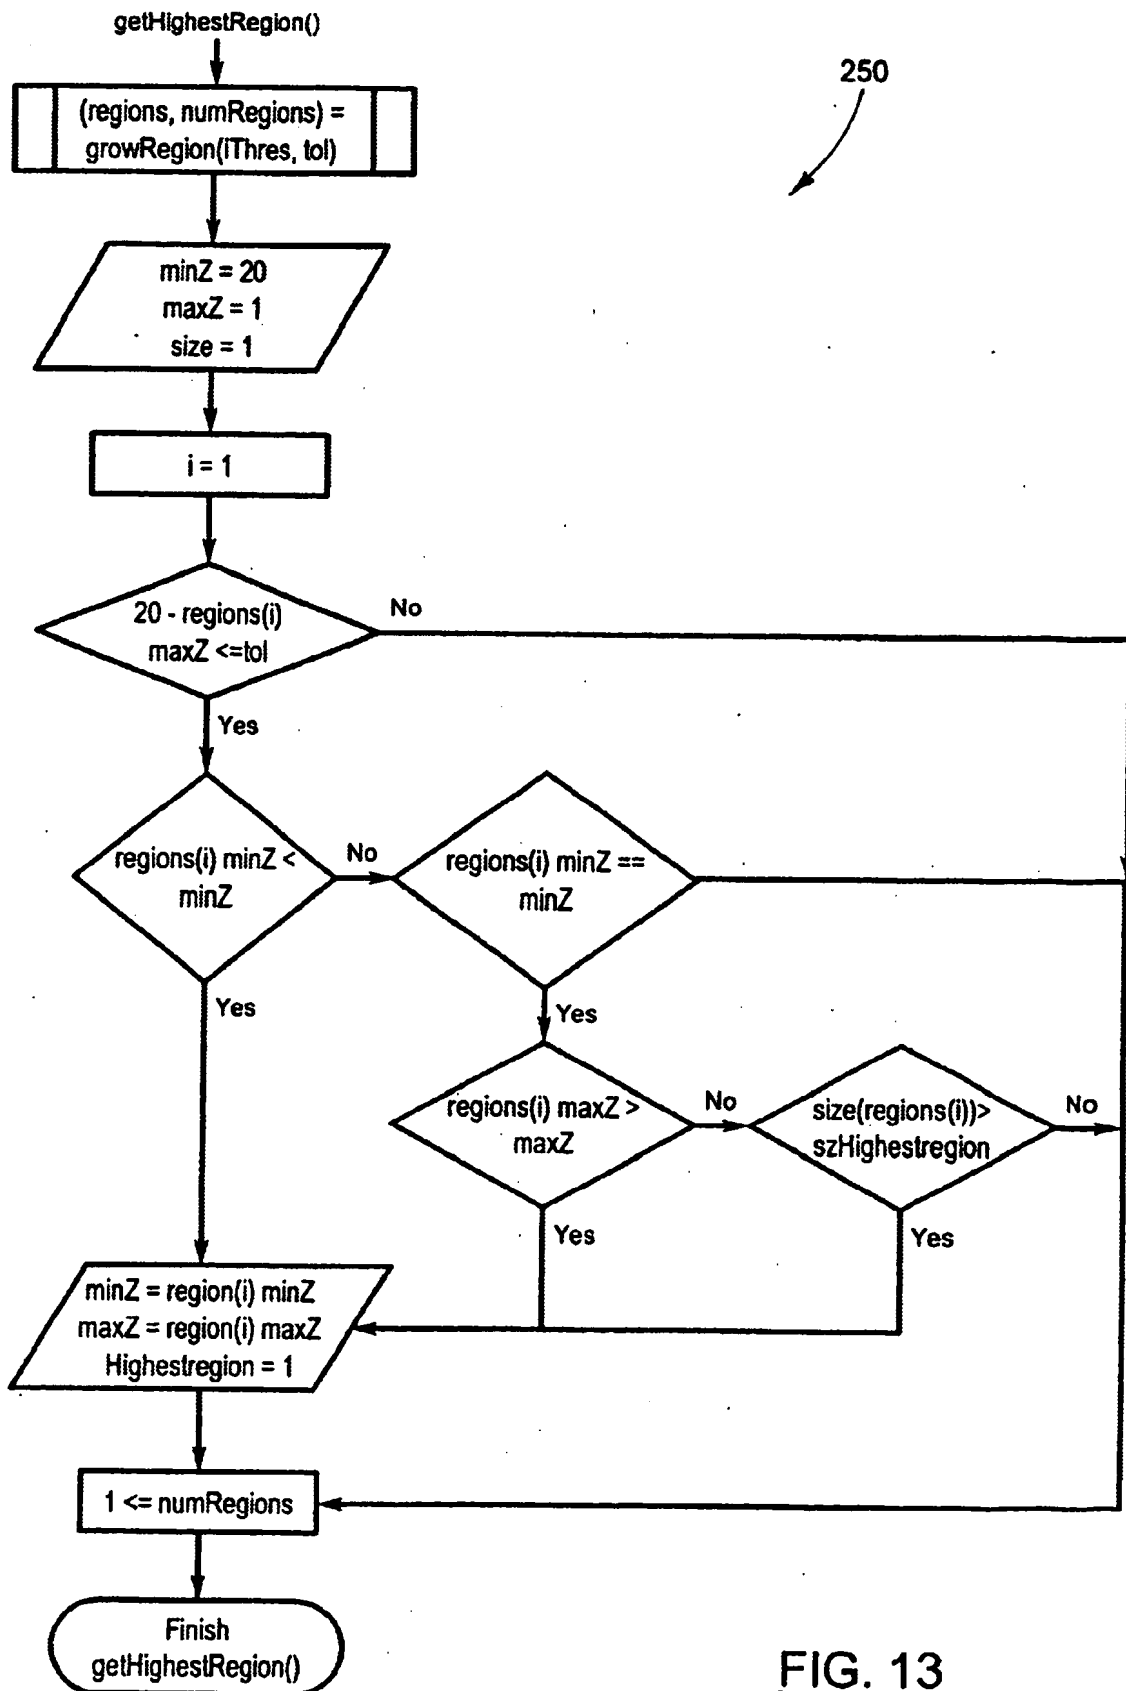 getHighestRegion()
250
(regions, numRegions) =
growRegion(iThres, tol)
minZ = 20
maxZ = 1
size = 1
i = 1
20 - regions(i)
maxZ <=tol
No
Yes
regions(i) minZ <
minZ
No
regions(i) minZ ==
minZ
Yes
Yes
regions(i) maxZ >
maxZ
No
size(regions(i))>
szHighestregion
No
Yes
Yes
minZ = region(i) minZ
maxZ = region(i) maxZ
Highestregion = 1
1 <= numRegions
Finish
getHighestRegion()
FIG. 13